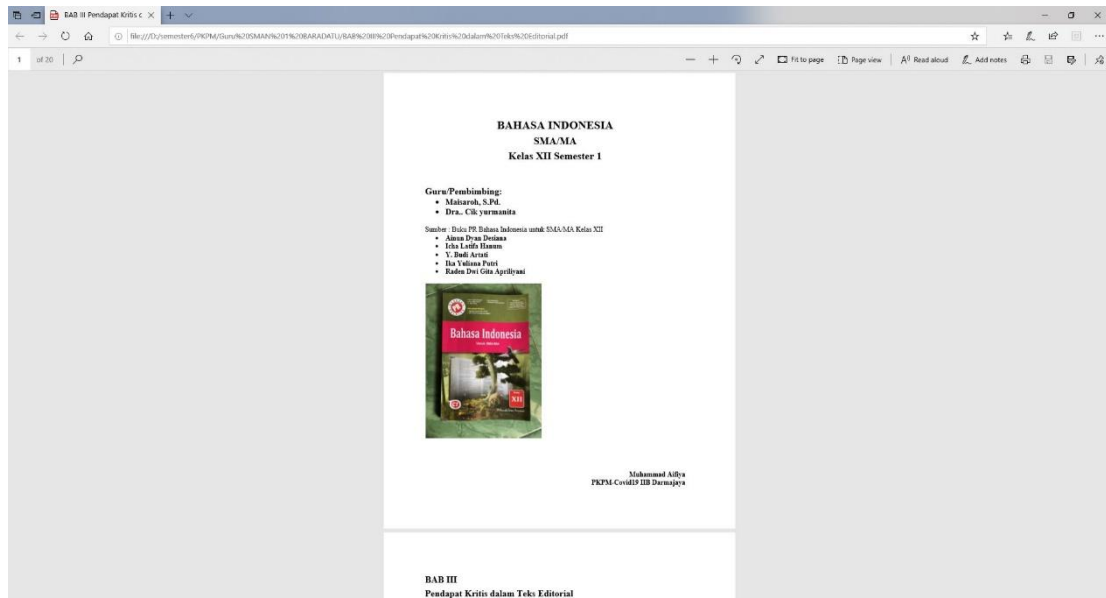 BAB III Pendapat Kritis c
file:///D:/semester6/PKPM/Guru/%20SMAN%201%20BARADATU/BAB%20III%20Pendapat%20Kritis%20dalam%20Teks%20Editorial.pdf
1 of 20
Fit to page
Page view
Read aloud
Add notes
BAHASA INDONESIA
SMA/MA
Kelas XII Semester 1
Guru/Pembimbing:
• Maisaroh, S.Pd.
• Dra.. Cik yurmanita
Sumber : Buku PR Bahasa Indonesia untuk SMA/MA Kelas XII
• Ainun Dyan Desiana
• Icha Latifa Hanum
• Y. Budi Artati
• Ika Yuliana Putri
• Raden Dwi Gita Apriliyani
Bahasa Indonesia
XII
Muhammad Aifiya
PKPM-Covid19 IIB Darmajaya
BAB III
Pendapat Kritis dalam Teks Editorial